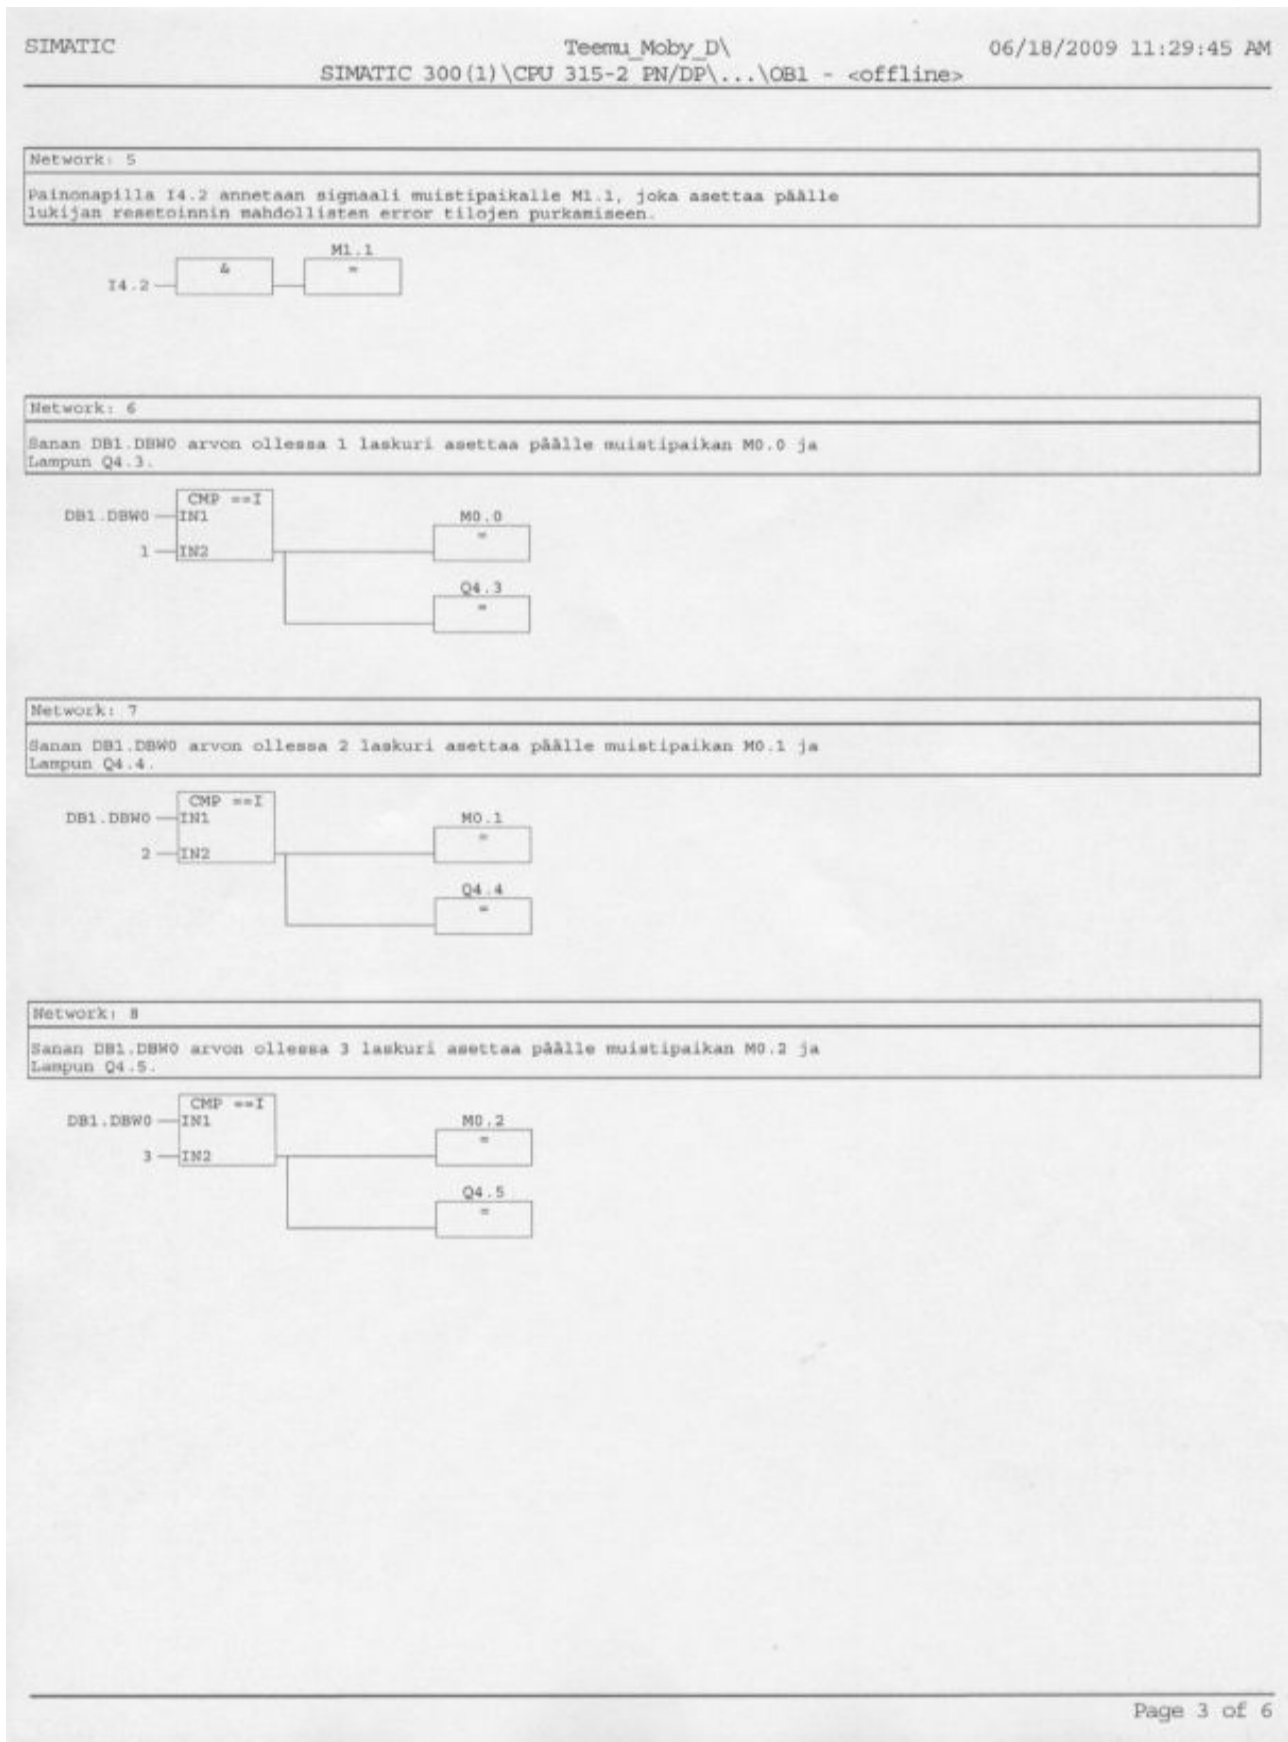 SIMATIC Teemu_Moby_D\ 06/18/2009 11:29:45 AM
SIMATIC 300(1)\CPU 315-2 PN/DP\...\OB1 - <offline>
Network: 5
Painonapilla I4.2 annetaan signaali muistipaikalle M1.1, joka asettaa päälle
lukijan resetoinnin mahdollisten error tilojen purkamiseen.
M1.1
& =
I4.2
Network: 6
Sanan DB1.DBW0 arvon ollessa 1 laskuri asettaa päälle muistipaikan M0.0 ja
Lampun Q4.3.
CMP ==I
DB1.DBW0 IN1 M0.0
=
1 IN2
Q4.3
=
Network: 7
Sanan DB1.DBW0 arvon ollessa 2 laskuri asettaa päälle muistipaikan M0.1 ja
Lampun Q4.4.
CMP ==I
DB1.DBW0 IN1 M0.1
=
2 IN2
Q4.4
=
Network: 8
Sanan DB1.DBW0 arvon ollessa 3 laskuri asettaa päälle muistipaikan M0.2 ja
Lampun Q4.5.
CMP ==I
DB1.DBW0 IN1 M0.2
=
3 IN2
Q4.5
=
Page 3 of 6